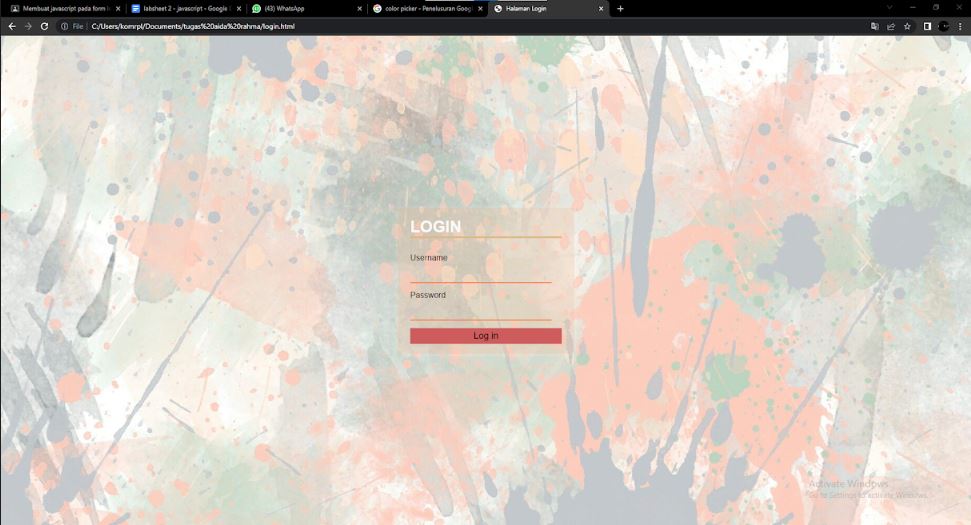 Membuat javascript pada form l
labsheet 2 - javascript - Google D
(43) WhatsApp
color picker - Penelusuran Googl
Halaman Login
File
C:/Users/komrpl/Documents/tugas%20aida%20rahma/login.html
LOGIN
Username
Password
Log in
Activate Windows
Go to Settings to activate Windows.